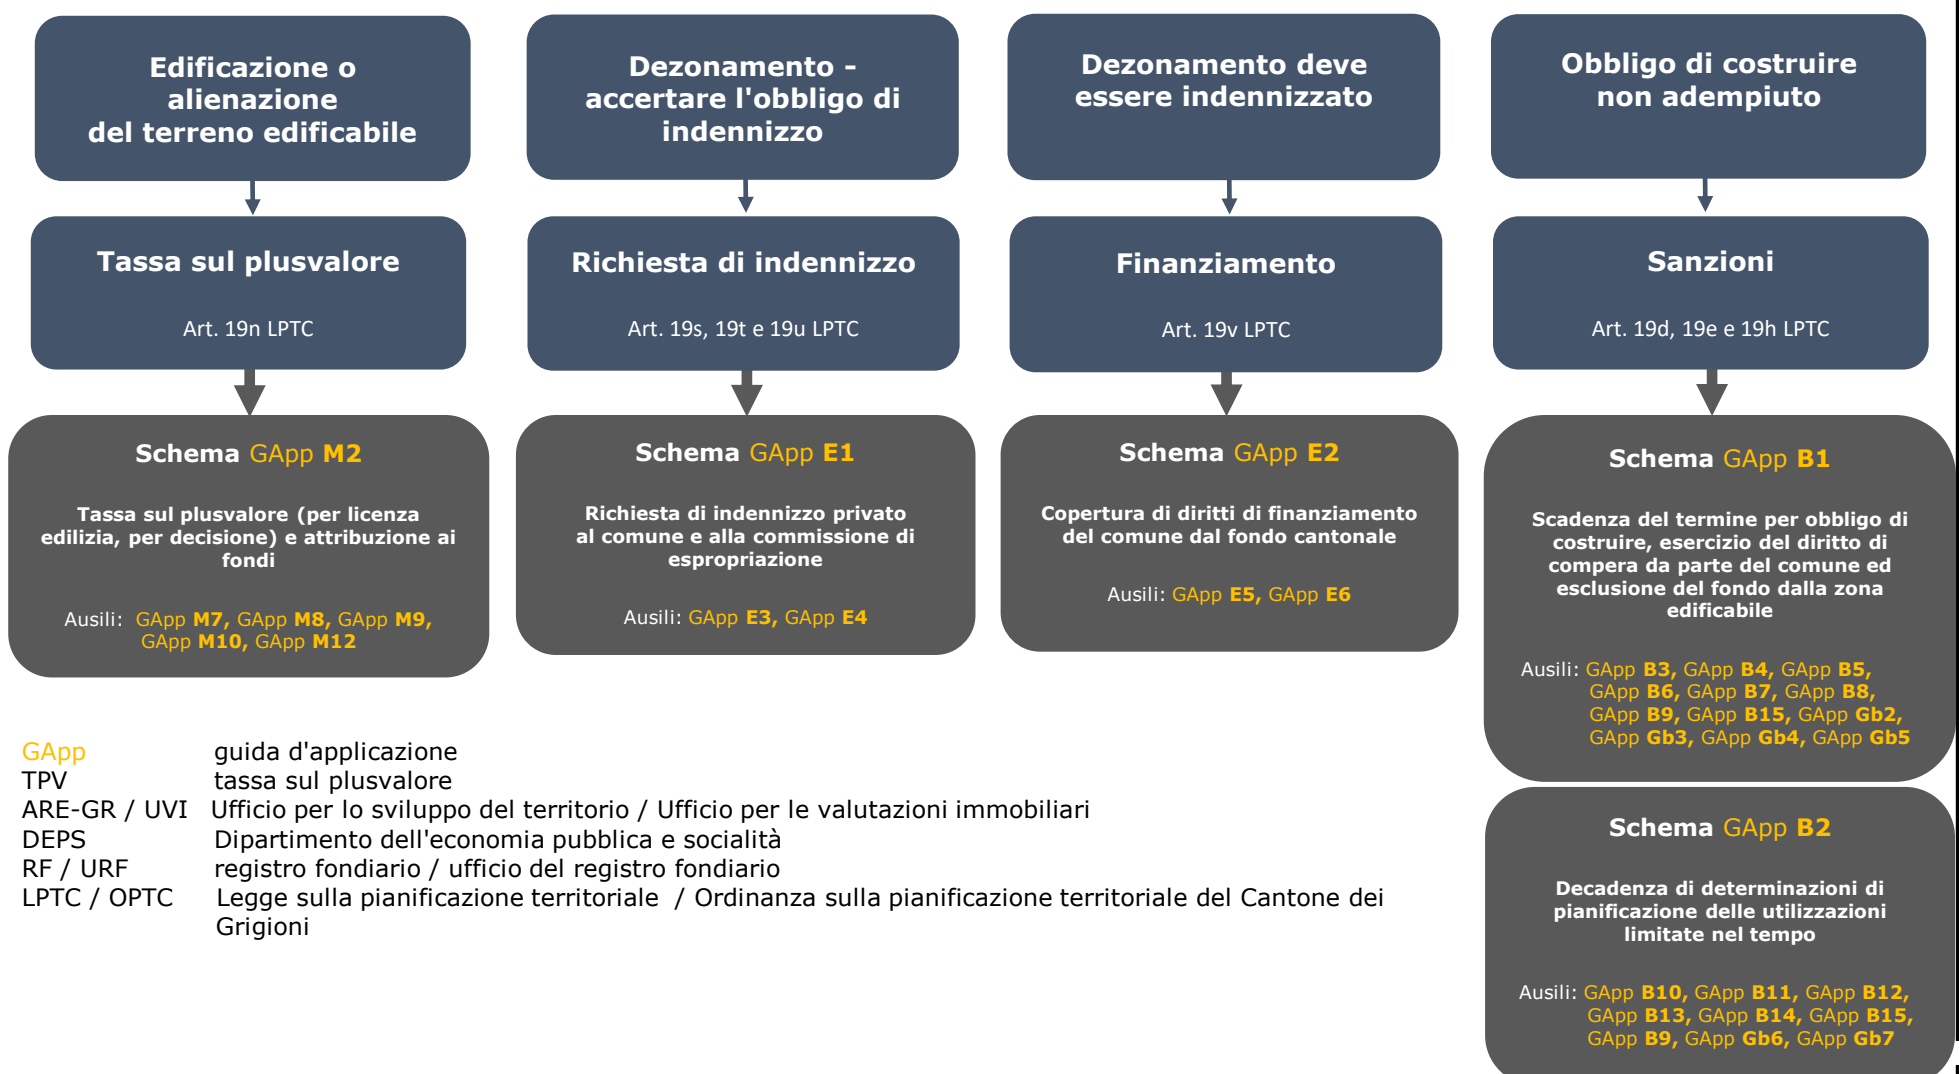 Edificazione o
alienazione
del terreno edificabile
Tassa sul plusvalore
Art. 19n LPTC
Schema GApp M2
Tassa sul plusvalore (per licenza
edilizia, per decisione) e attribuzione ai
fondi
Ausili: GApp M7, GApp M8, GApp M9,
GApp M10, GApp M12
Dezonamento -
accertare l'obbligo di
indennizzo
Richiesta di indennizzo
Art. 19s, 19t e 19u LPTC
Schema GApp E1
Richiesta di indennizzo privato
al comune e alla commissione di
espropriazione
Ausili: GApp E3, GApp E4
Dezonamento deve
essere indennizzato
Finanziamento
Art. 19v LPTC
Schema GApp E2
Copertura di diritti di finanziamento
del comune dal fondo cantonale
Ausili: GApp E5, GApp E6
Obbligo di costruire
non adempiuto
Sanzioni
Art. 19d, 19e e 19h LPTC
Schema GApp B1
Scadenza del termine per obbligo di
costruire, esercizio del diritto di
compera da parte del comune ed
esclusione del fondo dalla zona
edificabile
Ausili: GApp B3, GApp B4, GApp B5,
GApp B6, GApp B7, GApp B8,
GApp B9, GApp B15, GApp Gb2,
GApp Gb3, GApp Gb4, GApp Gb5
Schema GApp B2
Decadenza di determinazioni di
pianificazione delle utilizzazioni
limitate nel tempo
Ausili: GApp B10, GApp B11, GApp B12,
GApp B13, GApp B14, GApp B15,
GApp B9, GApp Gb6, GApp Gb7
GApp guida d'applicazione
TPV tassa sul plusvalore
ARE-GR / UVI Ufficio per lo sviluppo del territorio / Ufficio per le valutazioni immobiliari
DEPS Dipartimento dell'economia pubblica e socialità
RF / URF registro fondiario / ufficio del registro fondiario
LPTC / OPTC Legge sulla pianificazione territoriale / Ordinanza sulla pianificazione territoriale del Cantone dei
Grigioni